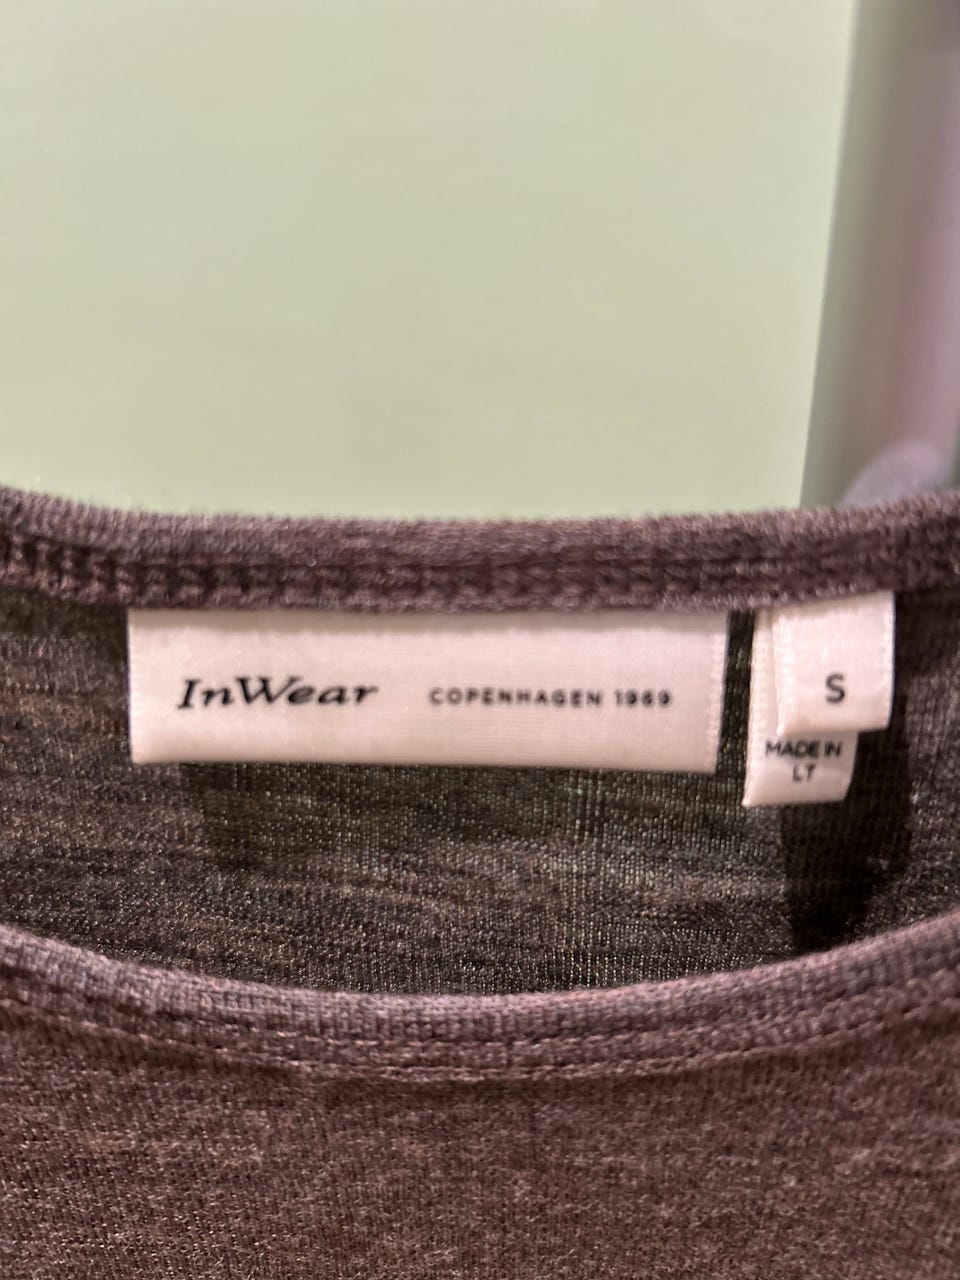 InWear COPENHAGEN 1969
S
MADE IN
LT